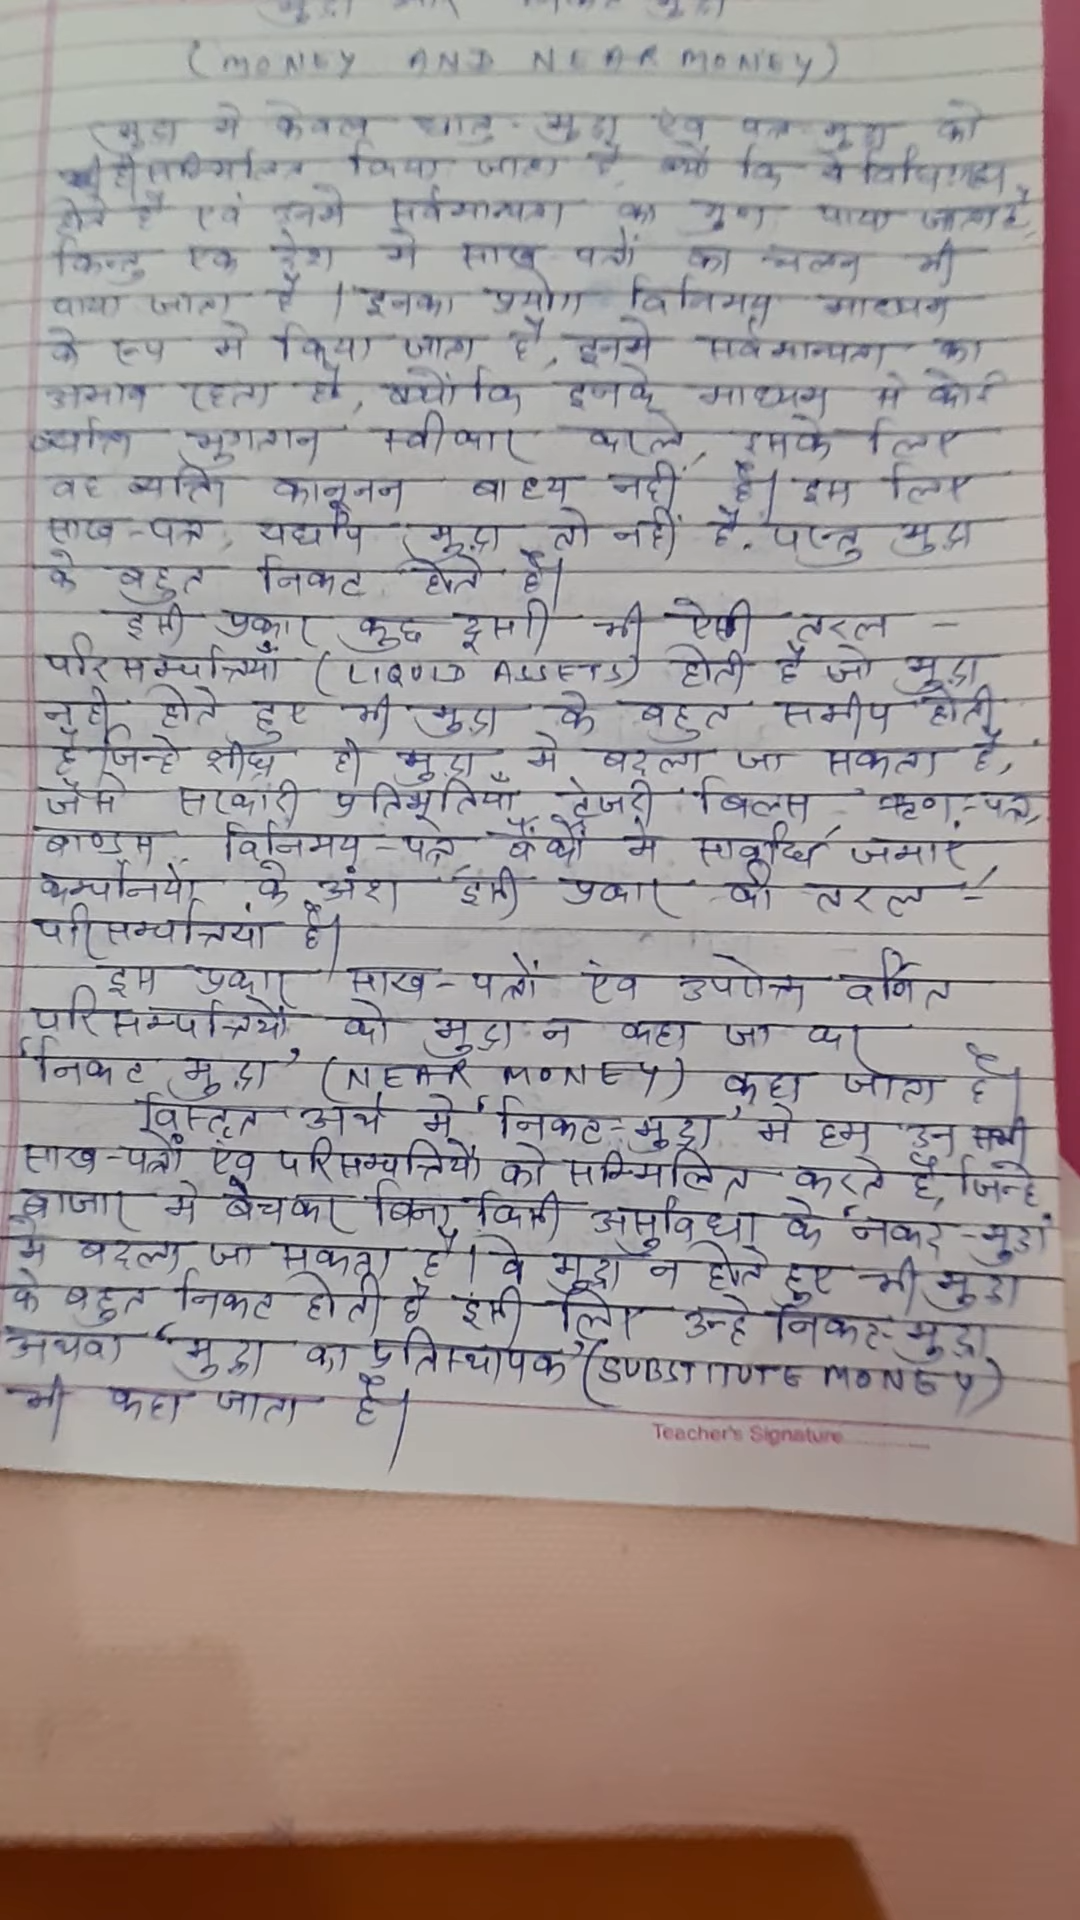 मुद्रा और निकट मुद्रा
(MONEY AND NEAR MONEY)
मुद्रा में केवल धातु-मुद्रा एंव पत्र मुद्रा को
ही सम्मिलित किया जाता है, क्यों कि ये विधिग्राह्य
होते है एवं इनमे सर्वमान्यता का गुण पाया जाता है,
किन्तु एक देश में साख पत्रों का चलन भी
पाया जाता है। इनका प्रयोग विनिमय माध्यम
के रूप में किया जाता है, इनमे सर्वमान्यता का
अभाव रहता है, क्योंकि इनके माध्यम से कोई
व्यक्ति भुगतान स्वीकार करले, इसके लिए
वह व्यक्ति कानूनन बाध्य नहीं है। इस लिए
साख-पत्र, यद्यपि मुद्रा तो नहीं है, परन्तु मुद्रा
के बहुत निकट होते है।
इसी प्रकार कुछ दूसरी भी ऐसी तरल -
परिसम्पत्तियाँ (LIQUID ASSETS) होती है जो मुद्रा
नही होते हुए भी मुद्रा के बहुत समीप होती
है जिन्हे शीघ्र ही मुद्रा में बदला जा सकता है,
जैसे सरकारी प्रतिभूतियाँ, ट्रेजरी बिल्स, ऋण-पत्र,
बाण्डस, विनिमय-पत्र, बैंकों में सावधि जमाए,
कम्पनियों के अंश इसी प्रकार की तरल -
परिसम्पत्तियां है।
इस प्रकार साख-पत्रों एंव उपरोक्त वर्णित
परिसम्पत्तियों को मुद्रा न कहा जा कर
'निकट मुद्रा' (NEAR MONEY) कहा जाता है।
विस्तृत अर्थ में 'निकट-मुद्रा' में हम उन सभी
साख-पत्रों एंव परिसम्पत्तियों को सम्मिलित करते है, जिन्हे
बाजार में बेचकर बिना किसी असुविधा के नकद-मुद्रा
में बदला जा सकता है। वे मुद्रा न होते हुए भी मुद्रा
के बहुत निकट होती है इसी लिए उन्हे निकट-मुद्रा
अथवा 'मुद्रा का प्रतिस्थापक' (SUBSTITUTE MONEY)
भी कहा जाता है।
Teacher's Signature